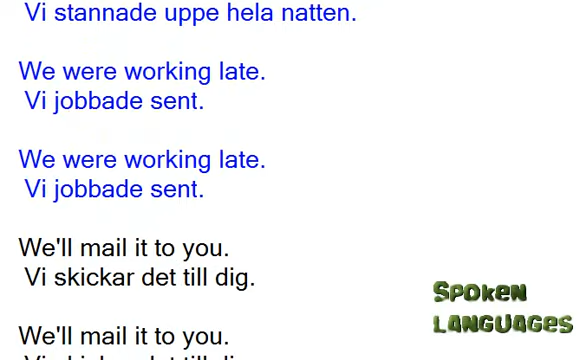 Vi stannade uppe hela natten.
We were working late.
Vi jobbade sent.
We were working late.
Vi jobbade sent.
We'll mail it to you.
Vi skickar det till dig.
We'll mail it to you.
SPOKEN
LANGUAGES